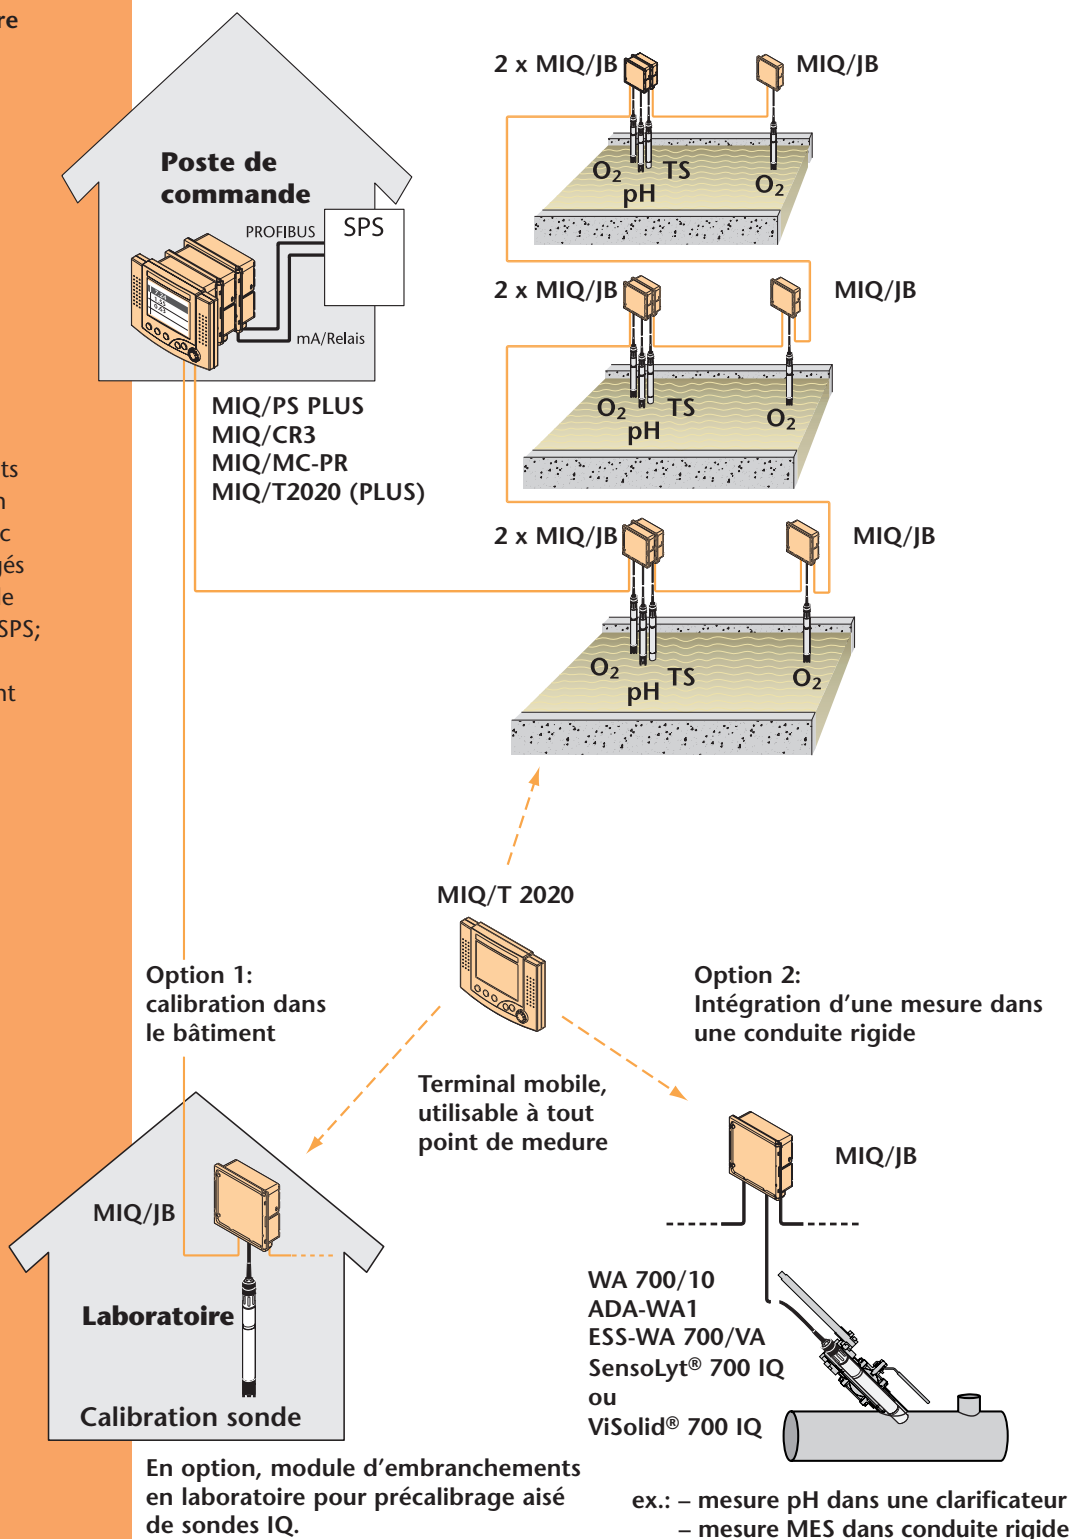 re
2 x MIQ/JB
MIQ/JB
Poste de
commande
O2
TS
pH
O2
PROFIBUS
SPS
mA/Relais
2 x MIQ/JB
MIQ/JB
MIQ/PS PLUS
MIQ/CR3
MIQ/MC-PR
MIQ/T2020 (PLUS)
O2
TS
pH
O2
ts
n
c
gés
le
SPS;
nt
2 x MIQ/JB
MIQ/JB
O2
TS
pH
O2
MIQ/T 2020
Option 1:
calibration dans
le bâtiment
Option 2:
Intégration d’une mesure dans
une conduite rigide
Terminal mobile,
utilisable à tout
point de medure
MIQ/JB
MIQ/JB
Laboratoire
Calibration sonde
WA 700/10
ADA-WA1
ESS-WA 700/VA
SensoLyt® 700 IQ
ou
ViSolid® 700 IQ
En option, module d’embranchements
en laboratoire pour précalibrage aisé
de sondes IQ.
ex.: – mesure pH dans une clarificateur
– mesure MES dans conduite rigide